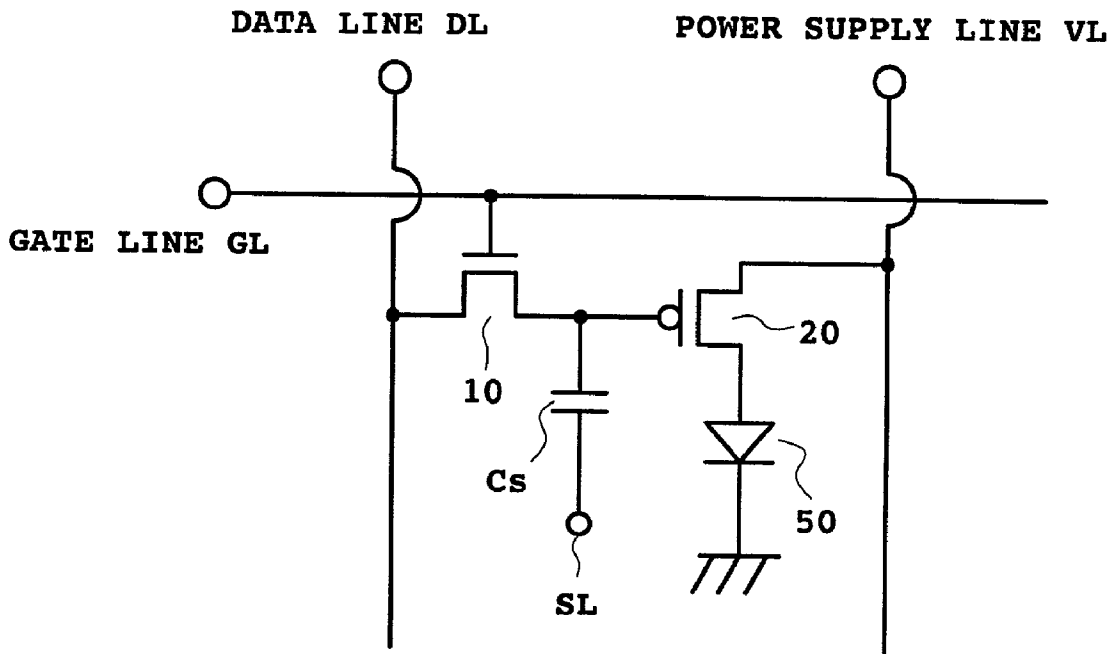 DATA LINE DL
POWER SUPPLY LINE VL
GATE LINE GL
20
10
Cs
50
SL